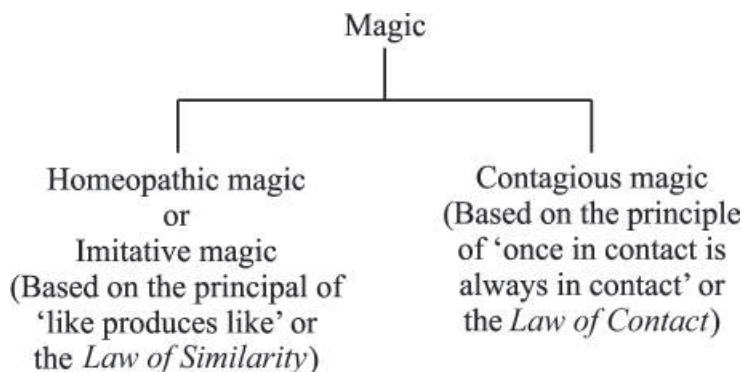 Magic
Homeopathic magic
or
Imitative magic
(Based on the principal of
‘like produces like’ or
the Law of Similarity)
Contagious magic
(Based on the principle
of ‘once in contact is
always in contact’ or
the Law of Contact)